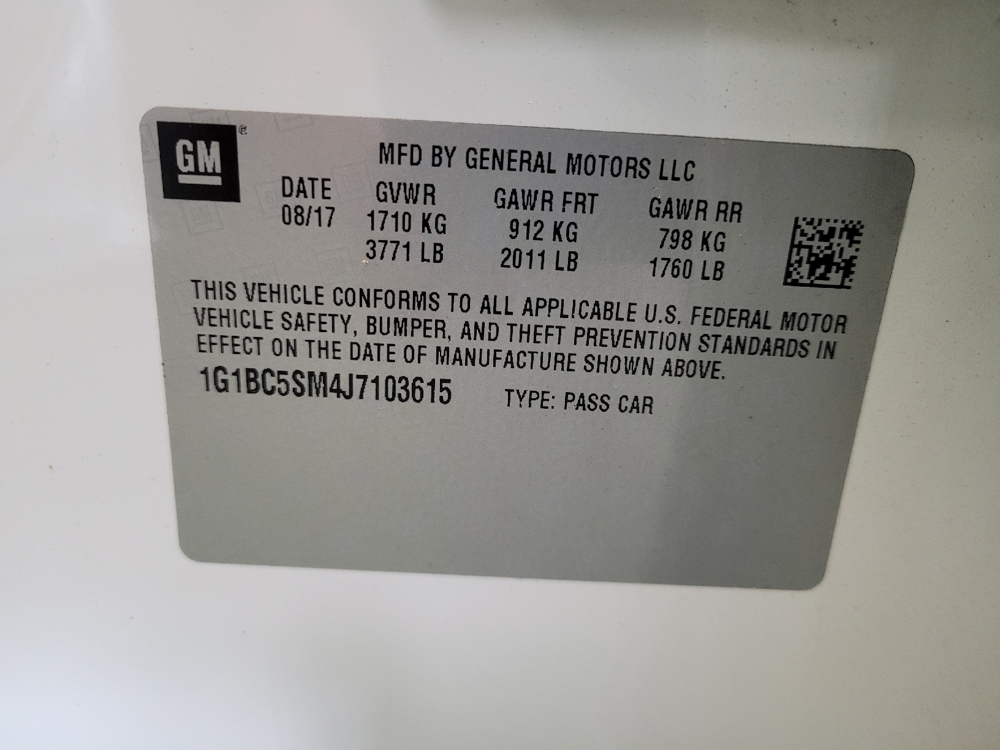 GM ®
MFD BY GENERAL MOTORS LLC
DATE GVWR GAWR FRT GAWR RR
08/17 1710 KG 912 KG 798 KG
3771 LB 2011 LB 1760 LB
THIS VEHICLE CONFORMS TO ALL APPLICABLE U.S. FEDERAL MOTOR
VEHICLE SAFETY, BUMPER, AND THEFT PREVENTION STANDARDS IN
EFFECT ON THE DATE OF MANUFACTURE SHOWN ABOVE.
1G1BC5SM4J7103615 TYPE: PASS CAR